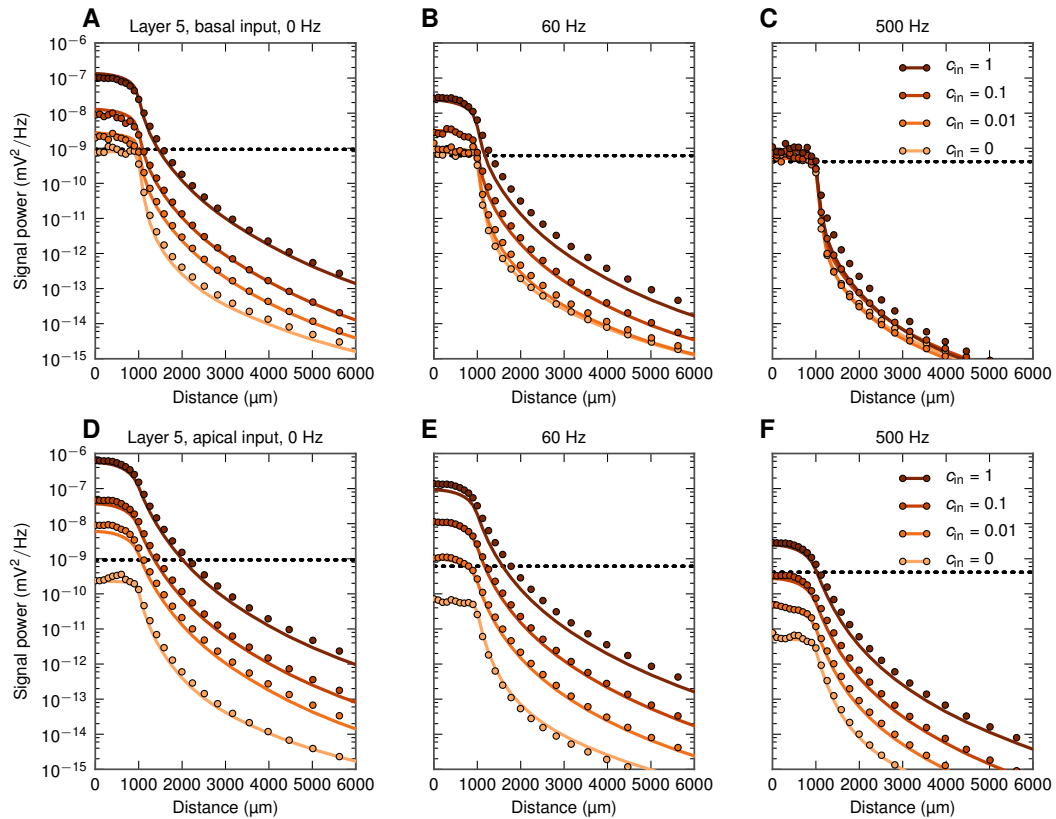 A
Layer 5, basal input, 0 Hz
B
60 Hz
C
500 Hz
Signal power (mV²/Hz)
10⁻⁶
10⁻⁷
10⁻⁸
10⁻⁹
10⁻¹⁰
10⁻¹¹
10⁻¹²
10⁻¹³
10⁻¹⁴
10⁻¹⁵
c_in = 1
c_in = 0.1
c_in = 0.01
c_in = 0
0 1000 2000 3000 4000 5000 6000
0 1000 2000 3000 4000 5000 6000
0 1000 2000 3000 4000 5000 6000
Distance (μm)
Distance (μm)
Distance (μm)
D
Layer 5, apical input, 0 Hz
E
60 Hz
F
500 Hz
Signal power (mV²/Hz)
10⁻⁶
10⁻⁷
10⁻⁸
10⁻⁹
10⁻¹⁰
10⁻¹¹
10⁻¹²
10⁻¹³
10⁻¹⁴
10⁻¹⁵
c_in = 1
c_in = 0.1
c_in = 0.01
c_in = 0
0 1000 2000 3000 4000 5000 6000
0 1000 2000 3000 4000 5000 6000
0 1000 2000 3000 4000 5000 6000
Distance (μm)
Distance (μm)
Distance (μm)